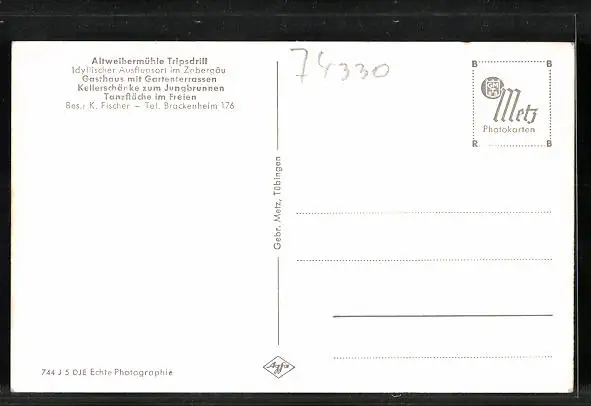 Altweibermühle Tripsdrill
Idyllischer Ausflugsort im Zabergäu
Gasthaus mit Gartenterrassen
Kellerschänke zum Jungbrunnen
Tanzfläche im Freien
Bes.: K. Fischer – Tel. Brackenheim 176
74330
B B
Metz
Photokarten
R B
Gebr. Metz, Tübingen
744 J 5 DJE Echte Photographie
Agfa